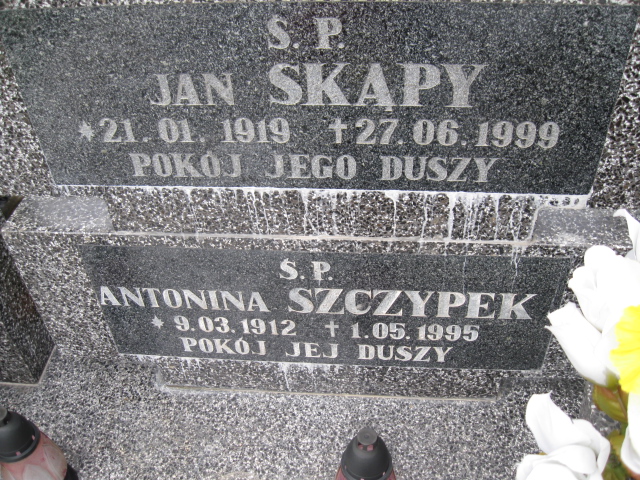 Ś. P.
JAN SKĄPY
* 21.01.1919 † 27.06.1999
POKÓJ JEGO DUSZY
Ś. P.
ANTONINA SZCZYPEK
* 9.03.1912 † 1.05.1995
POKÓJ JEJ DUSZY